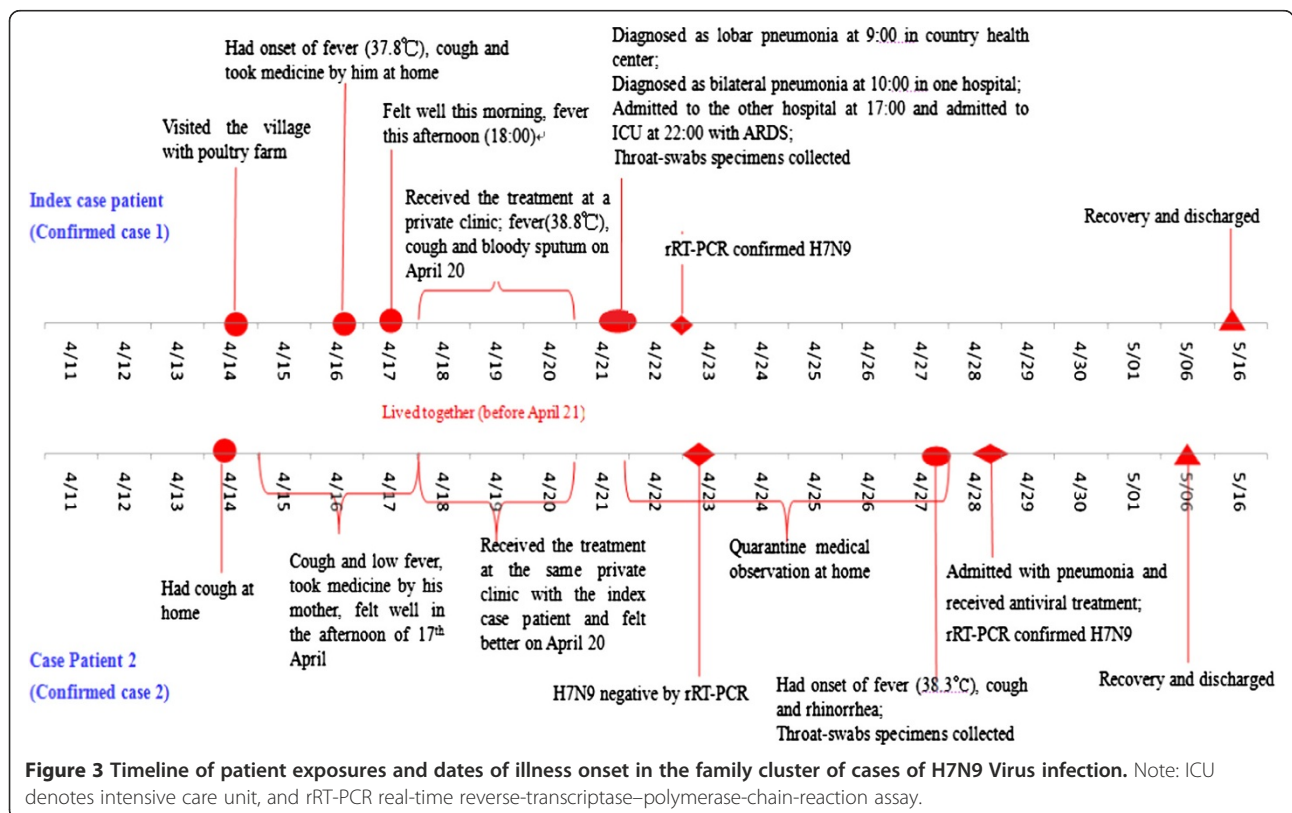 Had onset of fever (37.8℃), cough and
took medicine by him at home
Diagnosed as lobar pneumonia at 9:00 in country health
center;
Diagnosed as bilateral pneumonia at 10:00 in one hospital;
Admitted to the other hospital at 17:00 and admitted to
ICU at 22:00 with ARDS;
Throat-swabs specimens collected
Visited the village
with poultry farm
Felt well this morning, fever
this afternoon (18:00)↵
Index case patient
(Confirmed case 1)
Received the treatment at a
private clinic; fever(38.8℃),
cough and bloody sputum on
April 20
rRT-PCR confirmed H7N9
Recovery and discharged
4/11
4/12
4/13
4/14
4/15
4/16
4/17
4/18
4/19
4/20
4/21
4/22
4/23
4/24
4/25
4/26
4/27
4/28
4/29
4/30
5/01
5/06
5/16
Lived together (before April 21)
4/11
4/12
4/13
4/14
4/15
4/16
4/17
4/18
4/19
4/20
4/21
4/22
4/23
4/24
4/25
4/26
4/27
4/28
4/29
4/30
5/01
5/06
5/16
Had cough at
home
Cough and low fever,
took medicine by his
mother, felt well in
the afternoon of 17th
April
Received the treatment
at the same private
clinic with the index
case patient and felt
better on April 20
Quarantine medical
observation at home
Admitted with pneumonia and
received antiviral treatment;
rRT-PCR confirmed H7N9
Case Patient 2
(Confirmed case 2)
H7N9 negative by rRT-PCR
Had onset of fever (38.3°C), cough
and rhinorrhea;
Throat-swabs specimens collected
Recovery and discharged
Figure 3 Timeline of patient exposures and dates of illness onset in the family cluster of cases of H7N9 Virus infection. Note: ICU
denotes intensive care unit, and rRT-PCR real-time reverse-transcriptase–polymerase-chain-reaction assay.